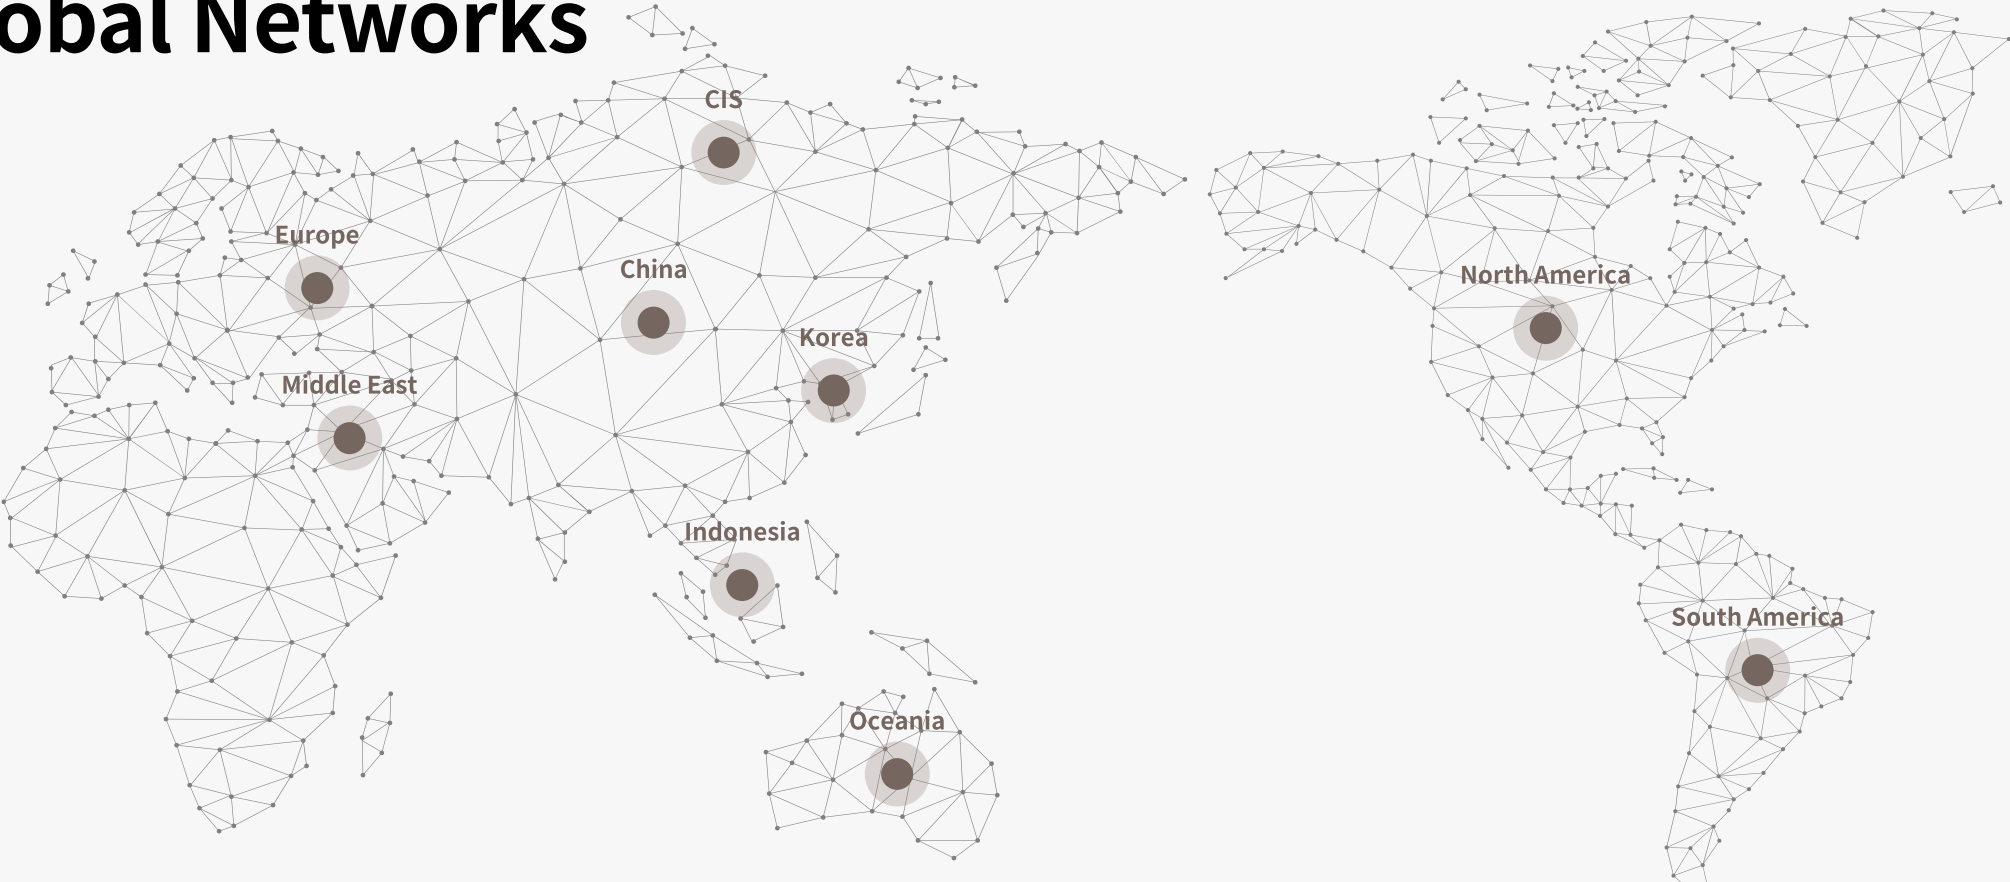 obal Networks
CIS
Europe
China
North America
Korea
Middle East
Indonesia
South America
Oceania